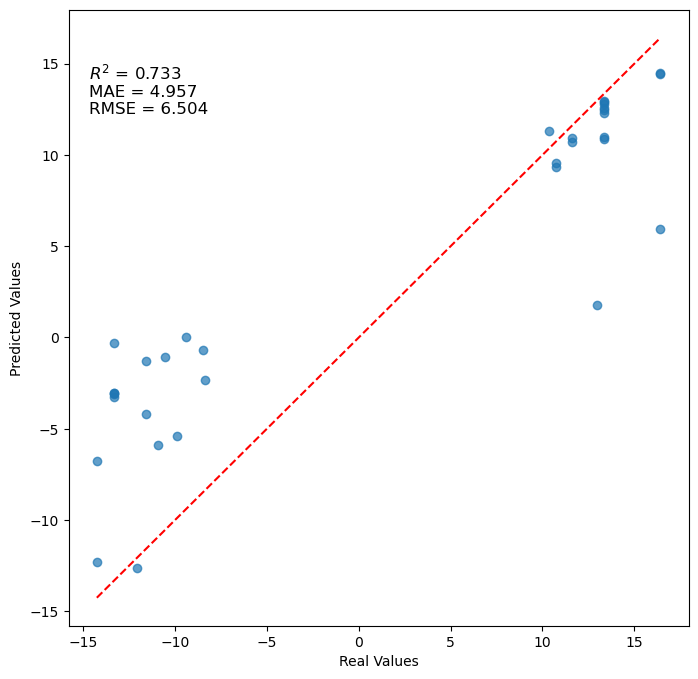 R² = 0.733
MAE = 4.957
RMSE = 6.504
15
10
5
0
−5
−10
−15
Predicted Values
−15
−10
−5
0
5
10
15
Real Values